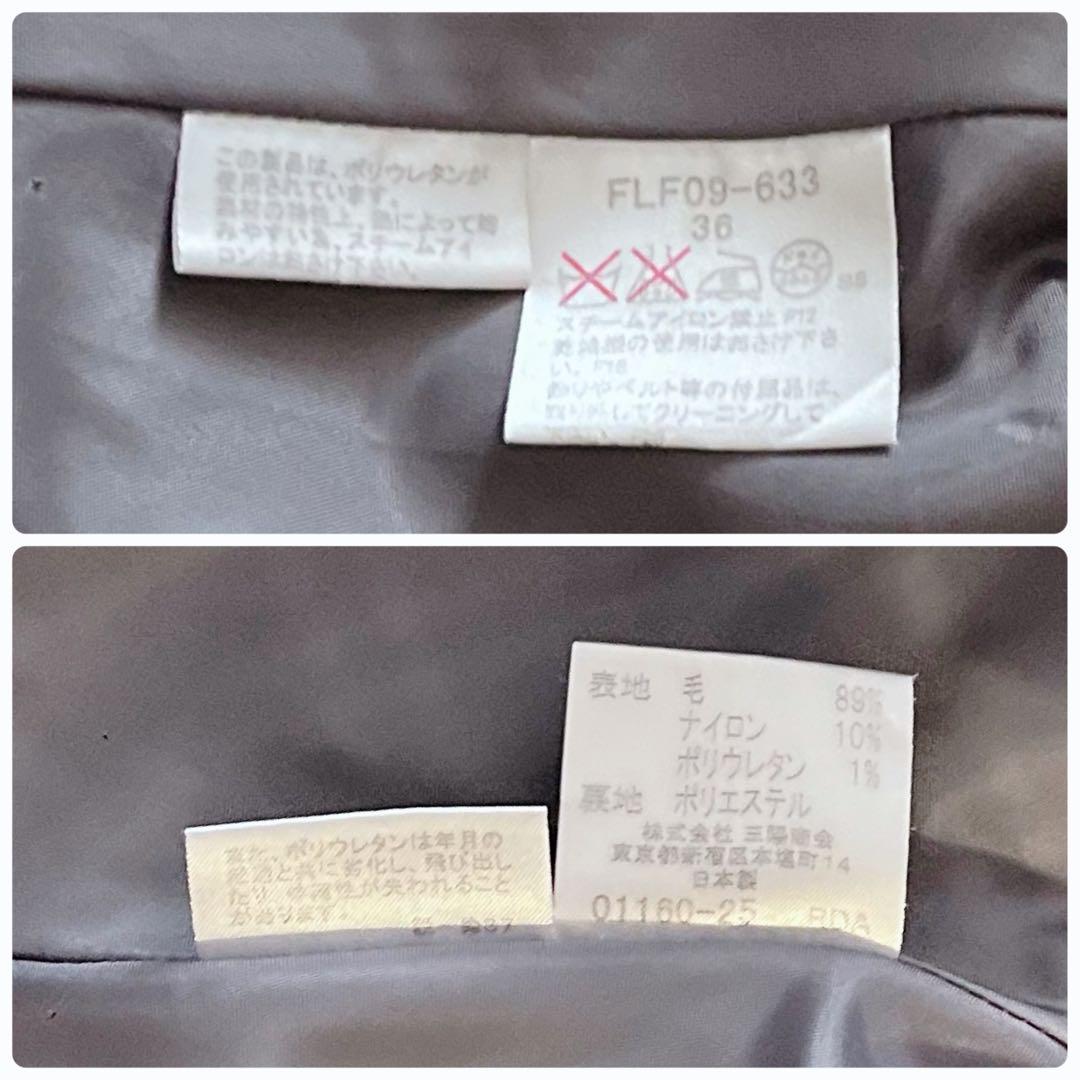 この製品は、ポリウレタンが
使用されています。
素材の特性上、熱によって縮
みやすい為、スチームアイ
ロンはおさけ下さい。
FLF09-633
36
スチームアイロン禁止 P12
乾燥機の使用はおさけ下さ
い。P16
飾りやベルト等の付属品は、
取り外してクリーニングして
また、ポリウレタンは年月の
経過と共に劣化し、飛び出し
たり、伸縮性が失われること
があります。
表地 毛 89%
ナイロン 10%
ポリウレタン 1%
裏地 ポリエステル
株式会社 三陽商会
東京都新宿区本塩町14
日本製
01160-25 RDA